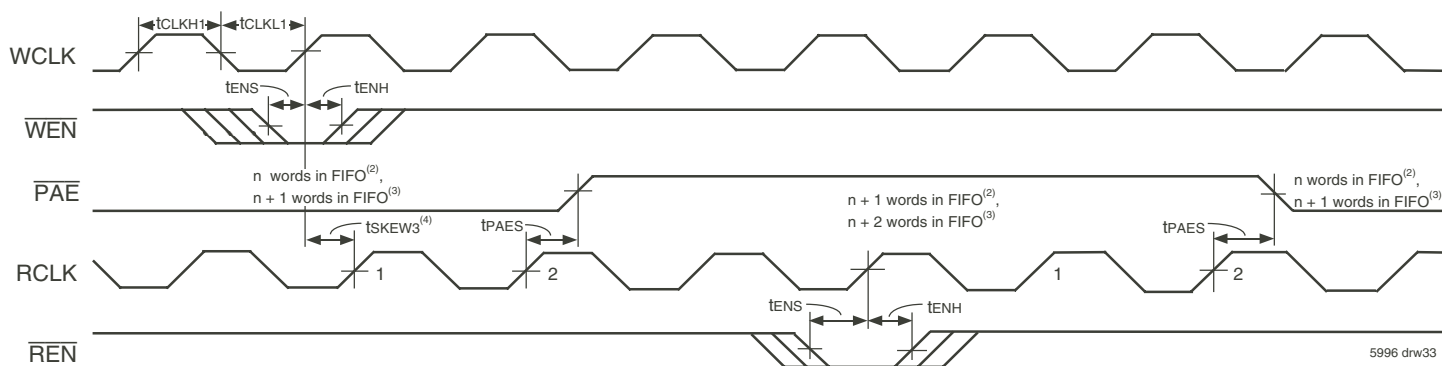 tCLKH1 tCLKL1
WCLK
tENS tENH
WEN
n words in FIFO(2),
n + 1 words in FIFO(3)
PAE
n + 1 words in FIFO(2),
n + 2 words in FIFO(3)
n words in FIFO(2),
n + 1 words in FIFO(3)
tSKEW3(4) tPAES tPAES
RCLK 1 2 1 2
tENS tENH
REN
5996 drw33